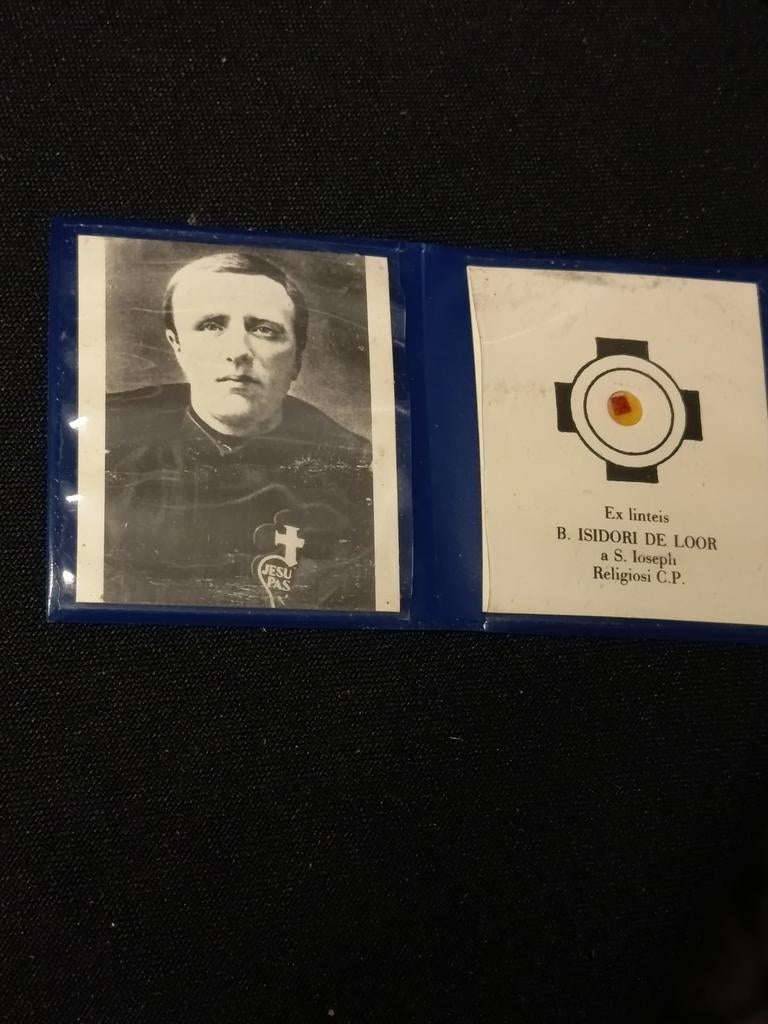 JESU
PAS
Ex linteis
B. ISIDORI DE LOOR
a S. Ioseph
Religiosi C.P.